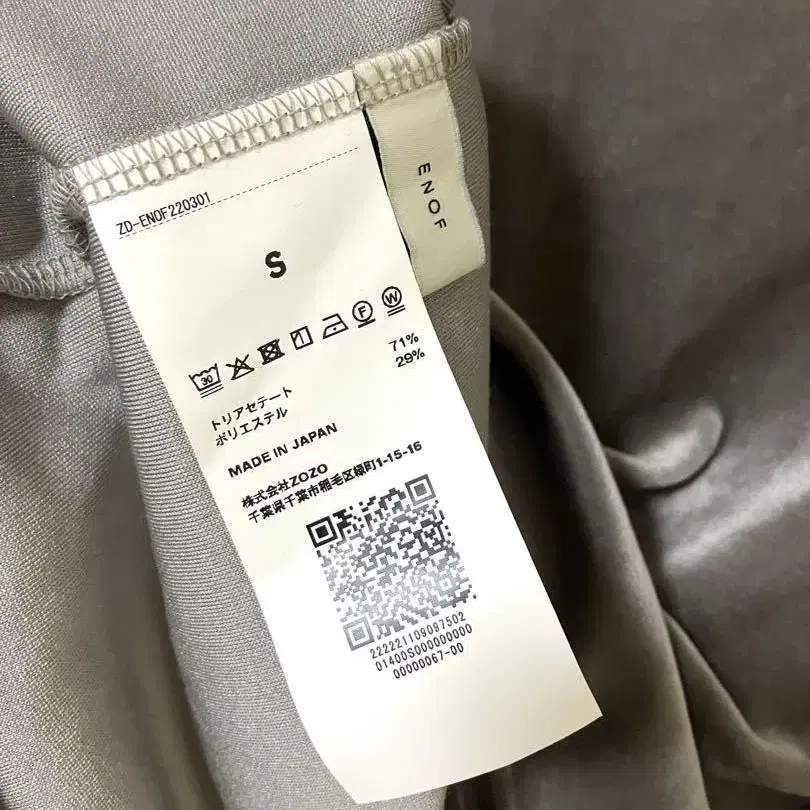 ENOF
ZD-ENOF220301
S
30 F W
トリアセテート 71%
ポリエステル 29%
MADE IN JAPAN
株式会社ZOZO
千葉県千葉市稲毛区緑町1-15-16
222221109097502
01400S000000000
00000067-00